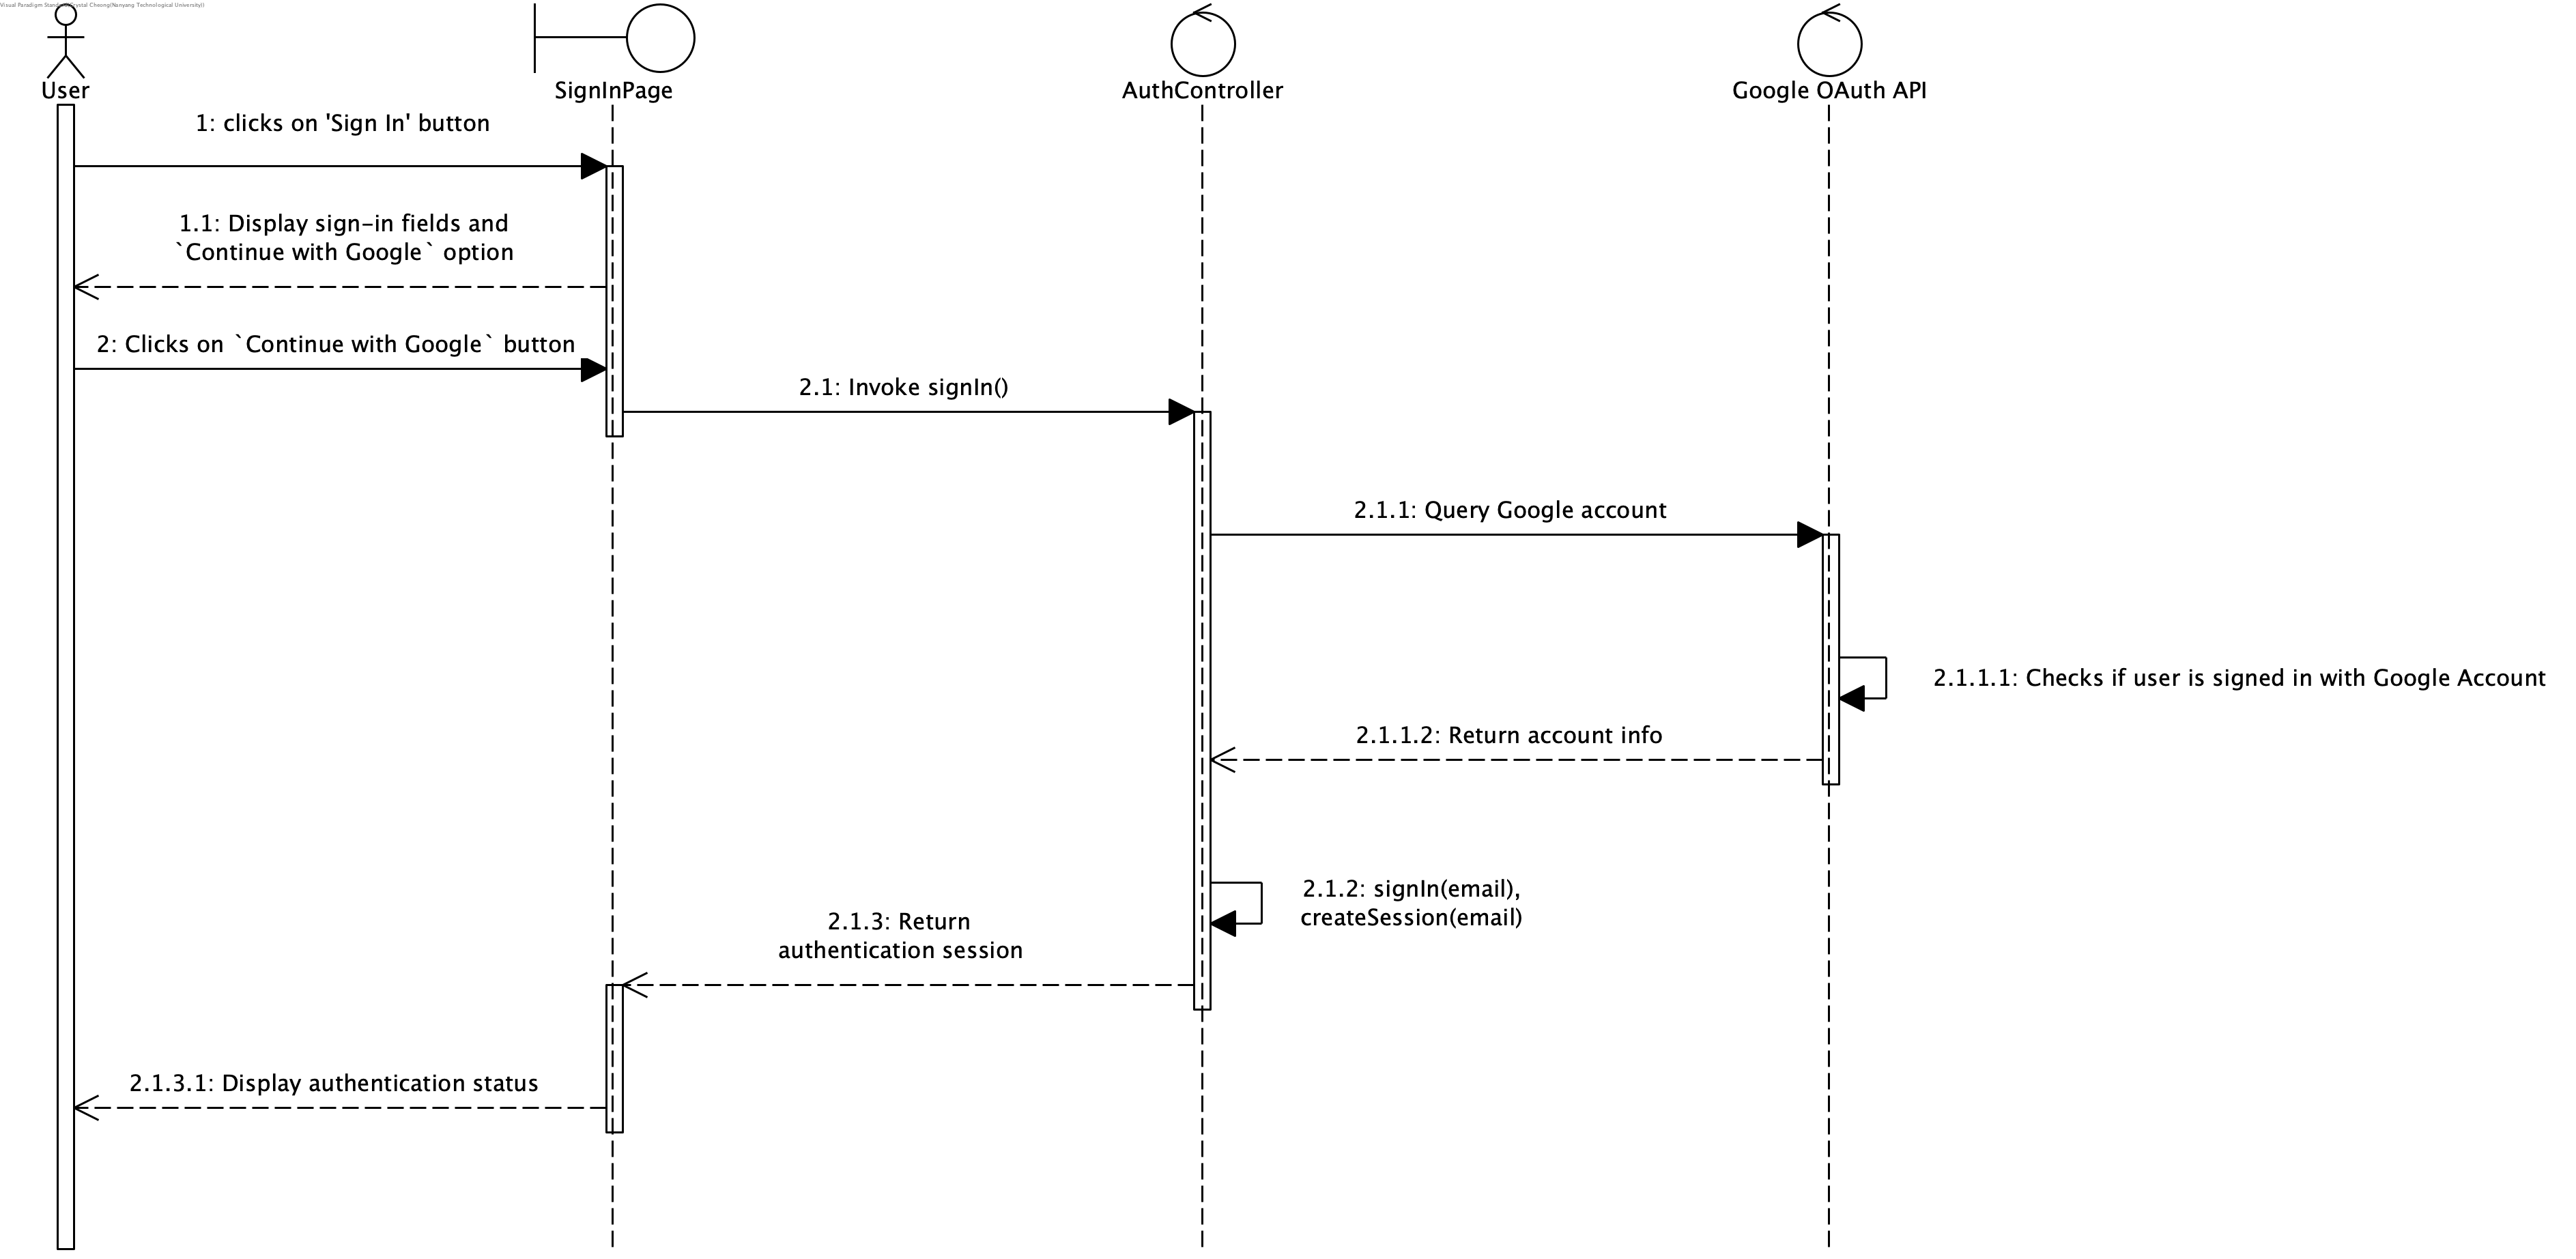 Visual Paradigm Standard(Crystal Cheong(Nanyang Technological University))
User
SignInPage
AuthController
Google OAuth API
1: clicks on 'Sign In' button
1.1: Display sign-in fields and
`Continue with Google` option
2: Clicks on `Continue with Google` button
2.1: Invoke signIn()
2.1.1: Query Google account
2.1.1.1: Checks if user is signed in with Google Account
2.1.1.2: Return account info
2.1.2: signIn(email),
createSession(email)
2.1.3: Return
authentication session
2.1.3.1: Display authentication status